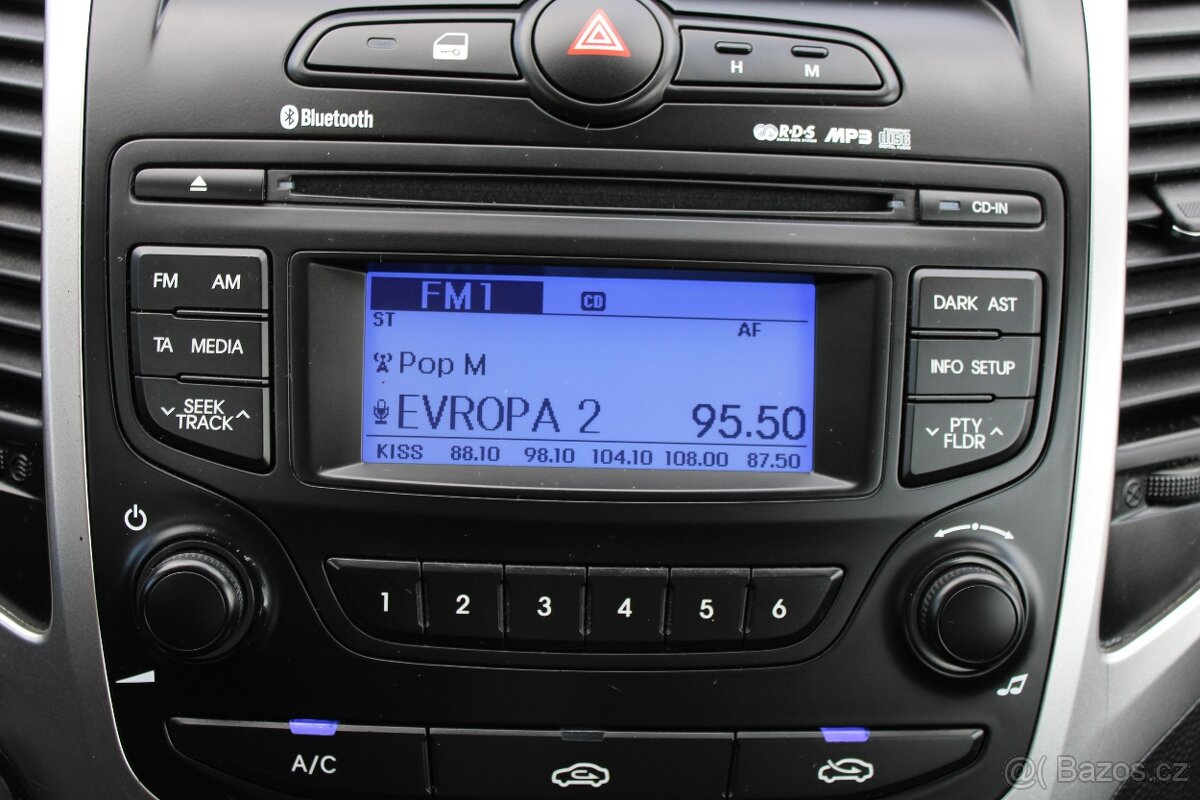 H M
Bluetooth
R·D·S MP3 disc
CD-IN
FM AM
TA MEDIA
SEEK
TRACK
FM1 CD
ST AF
Pop M
EVROPA 2 95.50
KISS 88.10 98.10 104.10 108.00 87.50
DARK AST
INFO SETUP
PTY
FLDR
1 2 3 4 5 6
A/C
@( Bazos.cz